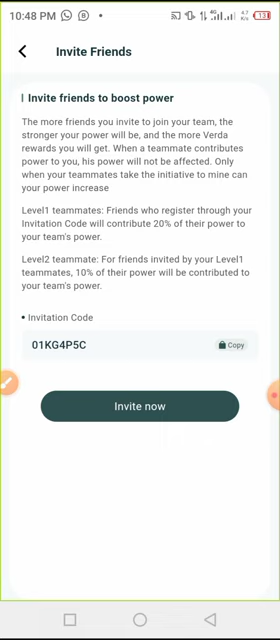 10:48 PM
4G
4.7
K/s
13
Invite Friends
Invite friends to boost power
The more friends you invite to join your team, the
stronger your power will be, and the more Verda
rewards you will get. When a teammate contributes
power to you, his power will not be affected. Only
when your teammates take the initiative to mine can
your power increase
Level1 teammates: Friends who register through your
Invitation Code will contribute 20% of their power to
your team's power.
Level2 teammate: For friends invited by your Level1
teammates, 10% of their power will be contributed to
your team's power.
• Invitation Code
01KG4P5C
Copy
Invite now